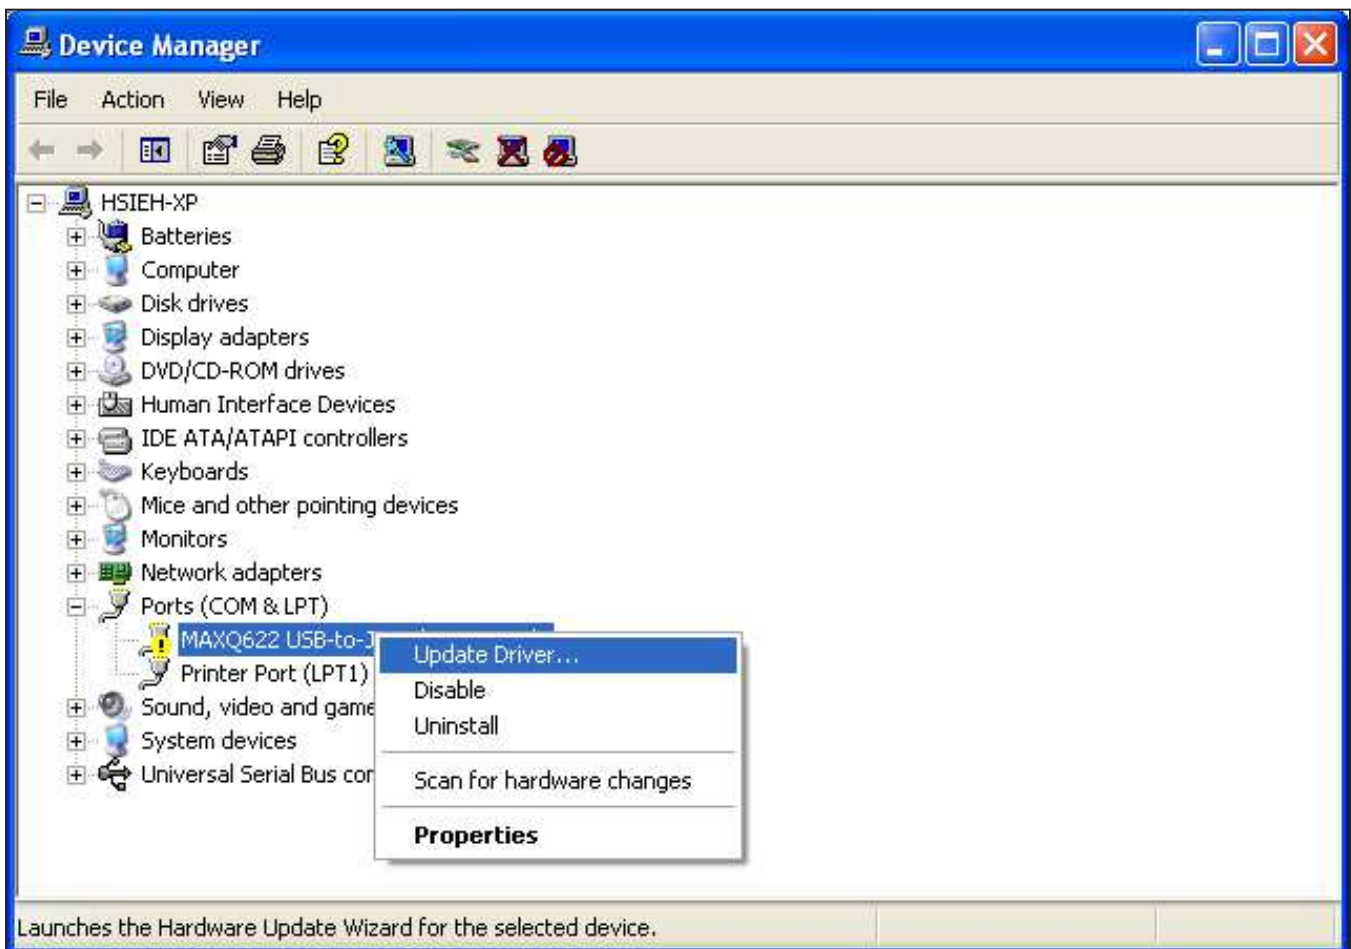 Device Manager
File Action View Help
HSIEH-XP
Batteries
Computer
Disk drives
Display adapters
DVD/CD-ROM drives
Human Interface Devices
IDE ATA/ATAPI controllers
Keyboards
Mice and other pointing devices
Monitors
Network adapters
Ports (COM & LPT)
MAXQ622 USB-to-J
Printer Port (LPT1)
Sound, video and game
System devices
Universal Serial Bus con
Update Driver...
Disable
Uninstall
Scan for hardware changes
Properties
Launches the Hardware Update Wizard for the selected device.